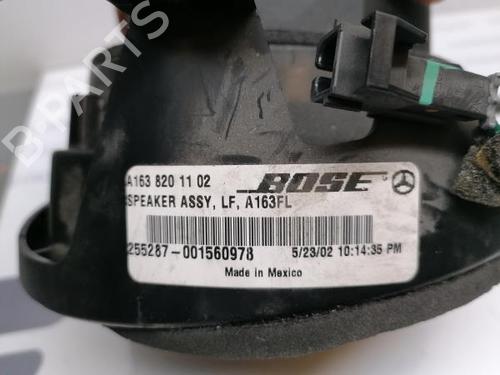 B-PARTS
A163 820 11 02
BOSE
SPEAKER ASSY, LF, A163FL
255287-001560978
5/23/02 10:14:35 PM
Made in Mexico